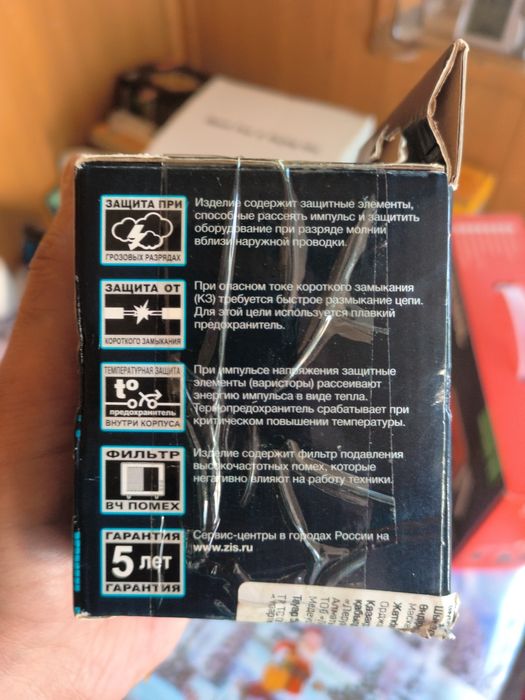 ЗАЩИТА ПРИ
ГРОЗОВЫХ РАЗРЯДАХ
Изделие содержит защитные элементы,
способные рассеять импульс и защитить
оборудование при разряде молнии
вблизи наружной проводки.
ЗАЩИТА ОТ
КОРОТКОГО ЗАМЫКАНИЯ
При опасном токе короткого замыкания
(КЗ) требуется быстрое размыкание цепи.
Для этой цели используется плавкий
предохранитель.
ТЕМПЕРАТУРНАЯ ЗАЩИТА
to
предохранитель
ВНУТРИ КОРПУСА
При импульсе напряжения защитные
элементы (варисторы) рассеивают
энергию импульса в виде тепла.
Термопредохранитель срабатывает при
критическом повышении температуры.
ФИЛЬТР
ВЧ ПОМЕХ
Изделие содержит фильтр подавления
высокочастотных помех, которые
негативно влияют на работу техники.
ГАРАНТИЯ
5 лет
ГАРАНТИЯ
Сервис-центры в городах России на
www.zis.ru